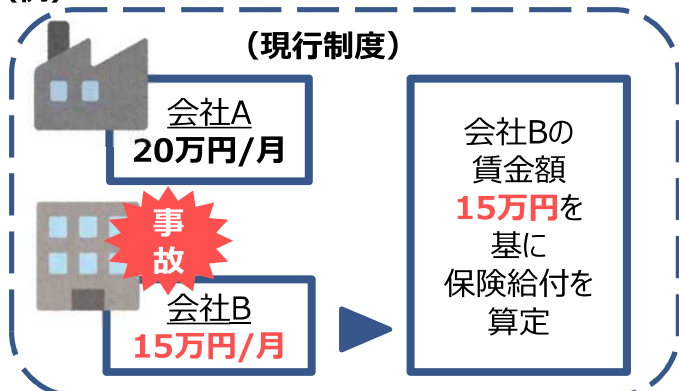 （現行制度）
会社A
20万円/月
事
故
会社B
15万円/月
会社Bの
賃金額
15万円を
基に
保険給付を
算定